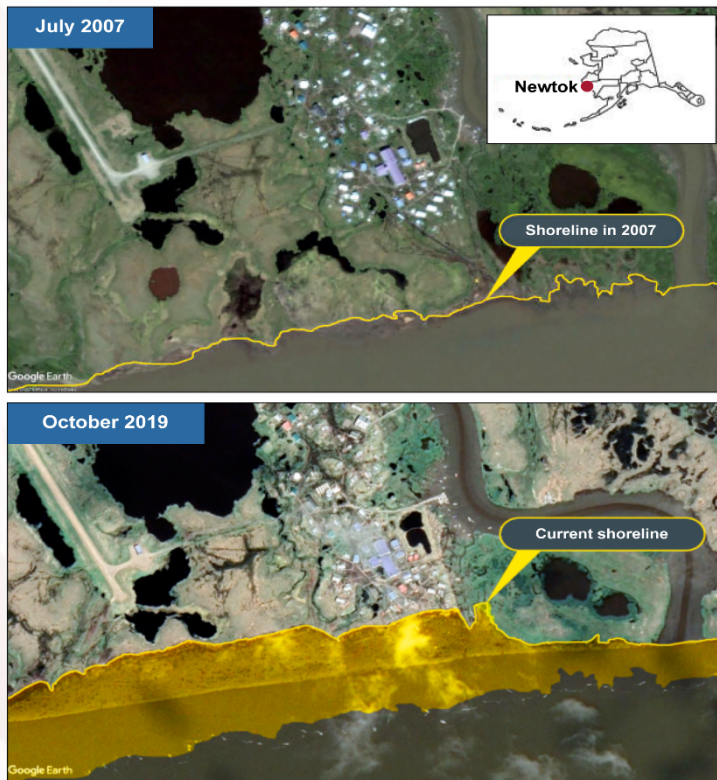 July 2007
Newtok
Shoreline in 2007
Google Earth
October 2019
Current shoreline
Google Earth